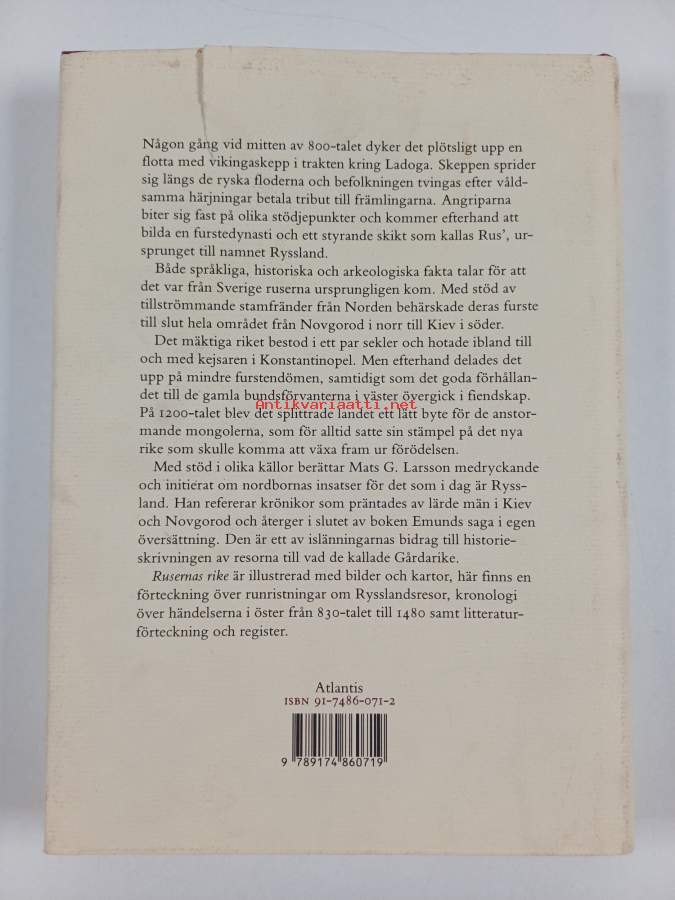 Någon gång vid mitten av 800-talet dyker det plötsligt upp en
flotta med vikingaskepp i trakten kring Ladoga. Skeppen sprider
sig längs de ryska floderna och befolkningen tvingas efter våld-
samma härjningar betala tribut till främlingarna. Angriparna
biter sig fast på olika stödjepunkter och kommer efterhand att
bilda en furstedynasti och ett styrande skikt som kallas Rus', ur-
sprunget till namnet Ryssland.
Både språkliga, historiska och arkeologiska fakta talar för att
det var från Sverige ruserna ursprungligen kom. Med stöd av
tillströmmande stamfränder från Norden behärskade deras furste
till slut hela området från Novgorod i norr till Kiev i söder.
Det mäktiga riket bestod i ett par sekler och hotade ibland till
och med kejsaren i Konstantinopel. Men efterhand delades det
upp på mindre furstendömen, samtidigt som det goda förhållan-
det till de gamla bundsförvanterna i väster övergick i fiendskap.
Antikvariaatti.net
På 1200-talet blev det splittrade landet ett lätt byte för de anstor-
mande mongolerna, som för alltid satte sin stämpel på det nya
rike som skulle komma att växa fram ur förödelsen.
Med stöd i olika källor berättar Mats G. Larsson medryckande
och initierat om nordbornas insatser för det som i dag är Ryss-
land. Han refererar krönikor som präntades av lärde män i Kiev
och Novgorod och återger i slutet av boken Emunds saga i egen
översättning. Den är ett av islänningarnas bidrag till historie-
skrivningen av resorna till vad de kallade Gårdarike.
Rusernas rike är illustrerad med bilder och kartor, här finns en
förteckning över runristningar om Rysslandsresor, kronologi
över händelserna i öster från 830-talet till 1480 samt litteratur-
förteckning och register.
Atlantis
ISBN 91-7486-071-2
9 789174 860719